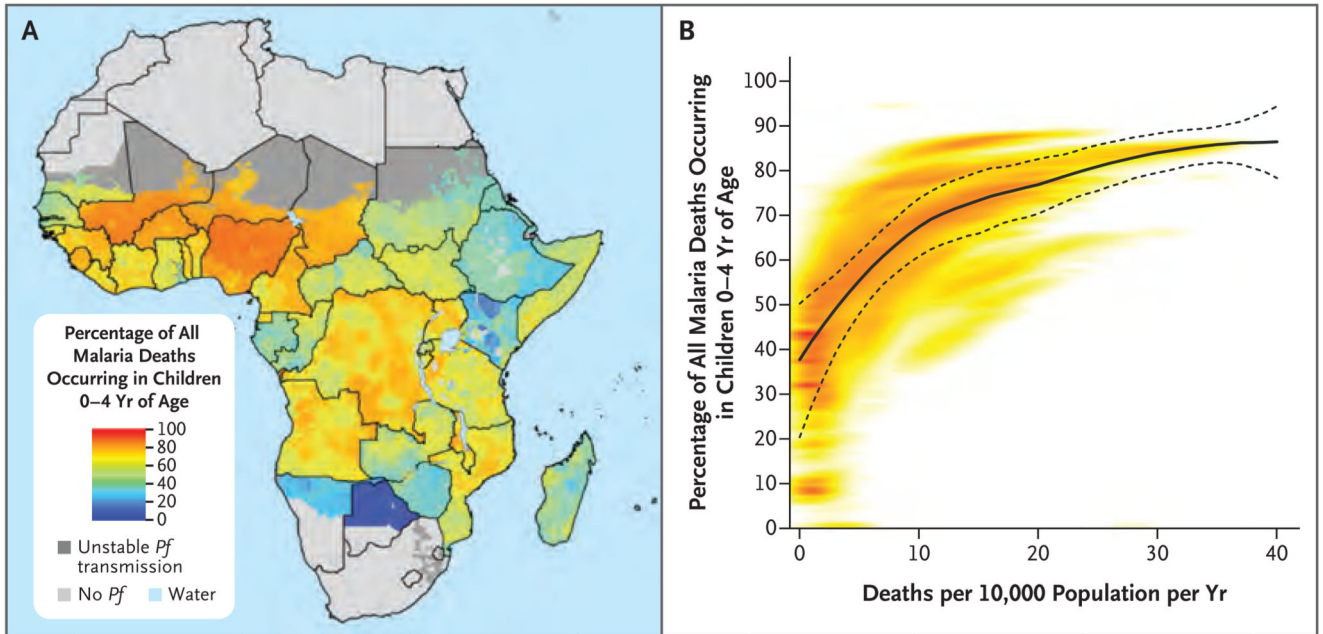 A
Percentage of All
Malaria Deaths
Occurring in Children
0–4 Yr of Age
100
80
60
40
20
0
Unstable Pf
transmission
No Pf
Water
B
Percentage of All Malaria Deaths Occurring
in Children 0–4 Yr of Age
100
90
80
70
60
50
40
30
20
10
0
0 10 20 30 40
Deaths per 10,000 Population per Yr